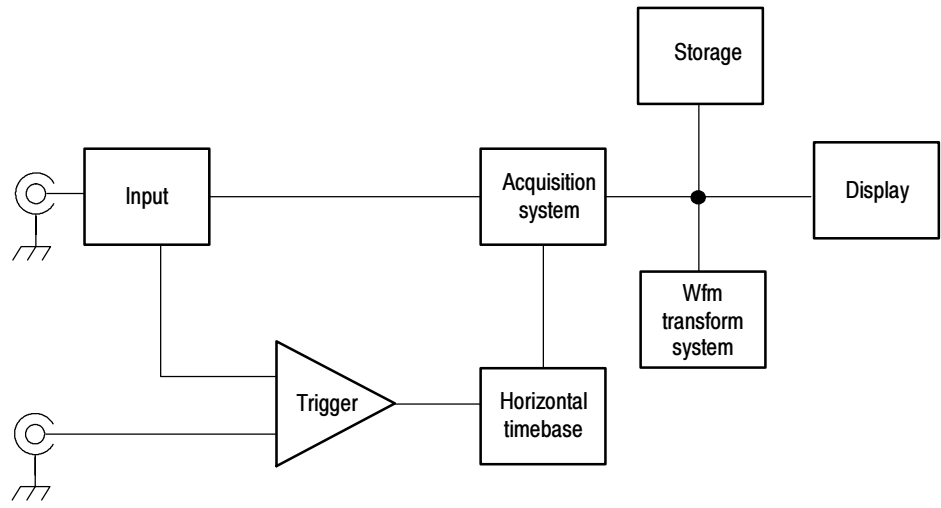 Storage
Input
Acquisition
system
Display
Wfm
transform
system
Trigger
Horizontal
timebase